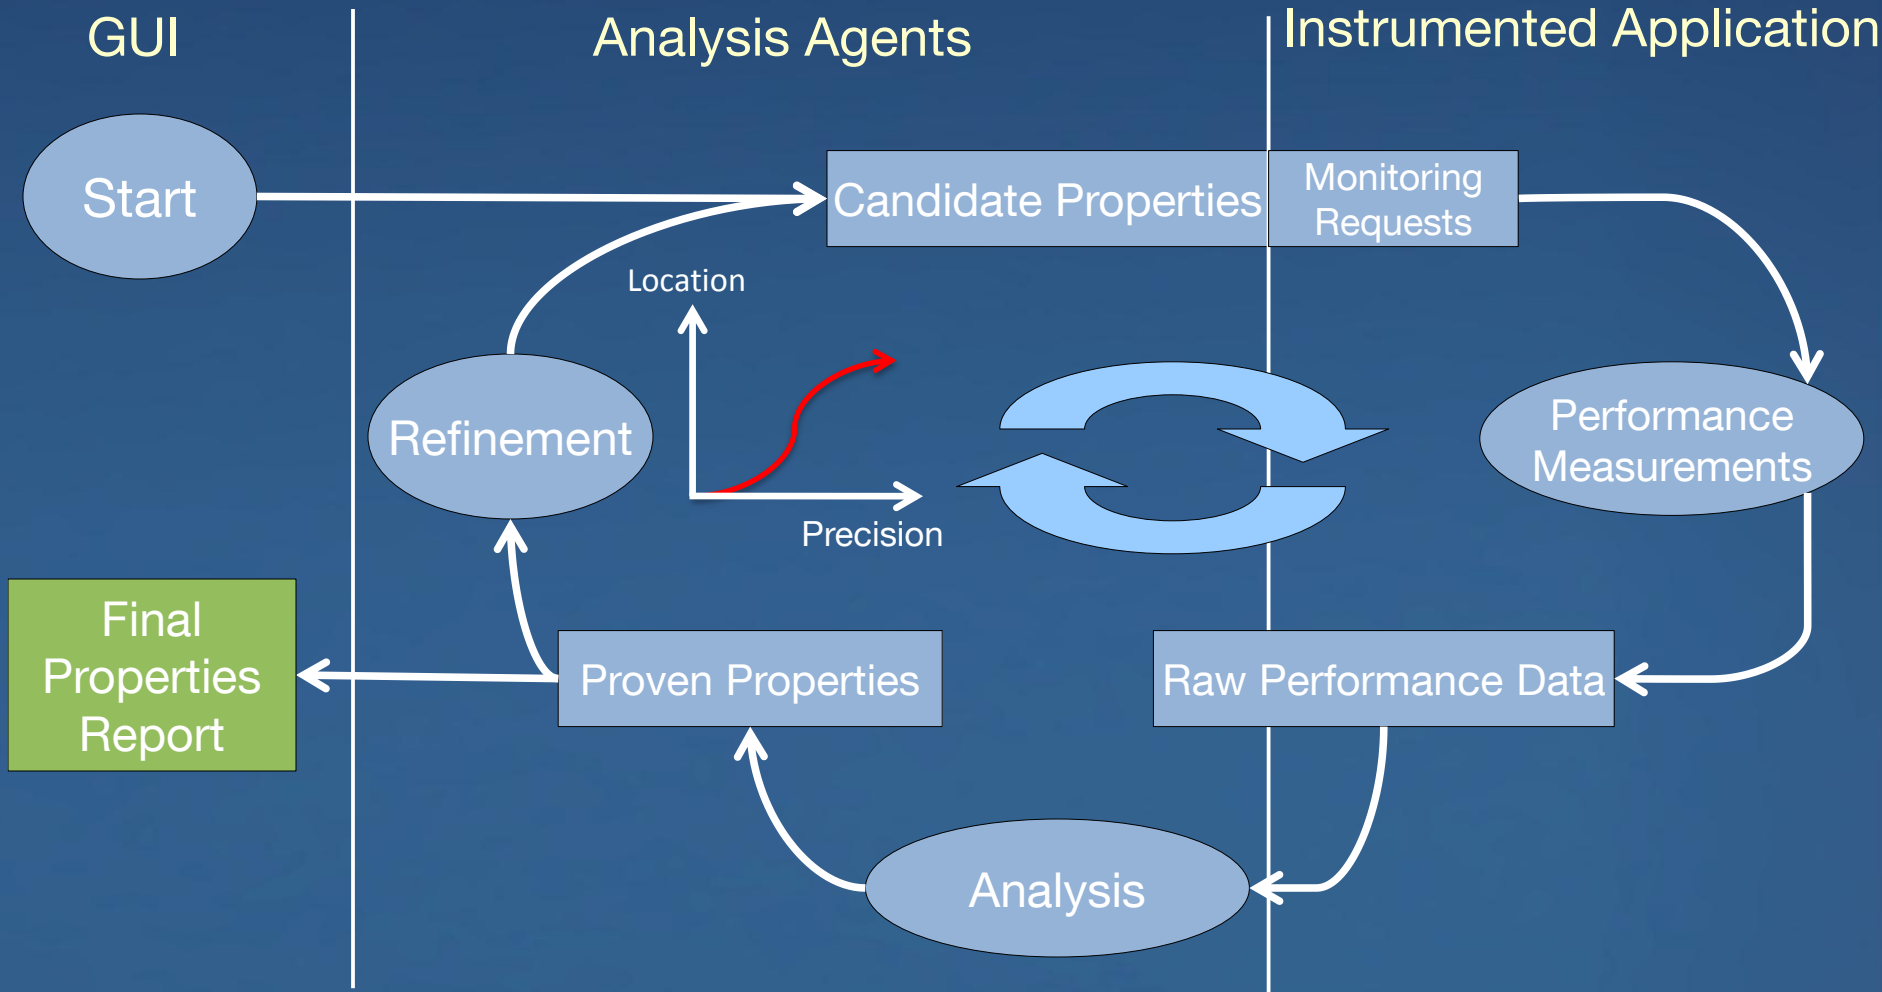 GUI
Analysis Agents
Instrumented Application
Start
Candidate Properties
Monitoring
Requests
Location
Refinement
Precision
Performance
Measurements
Final
Properties
Report
Proven Properties
Raw Performance Data
Analysis